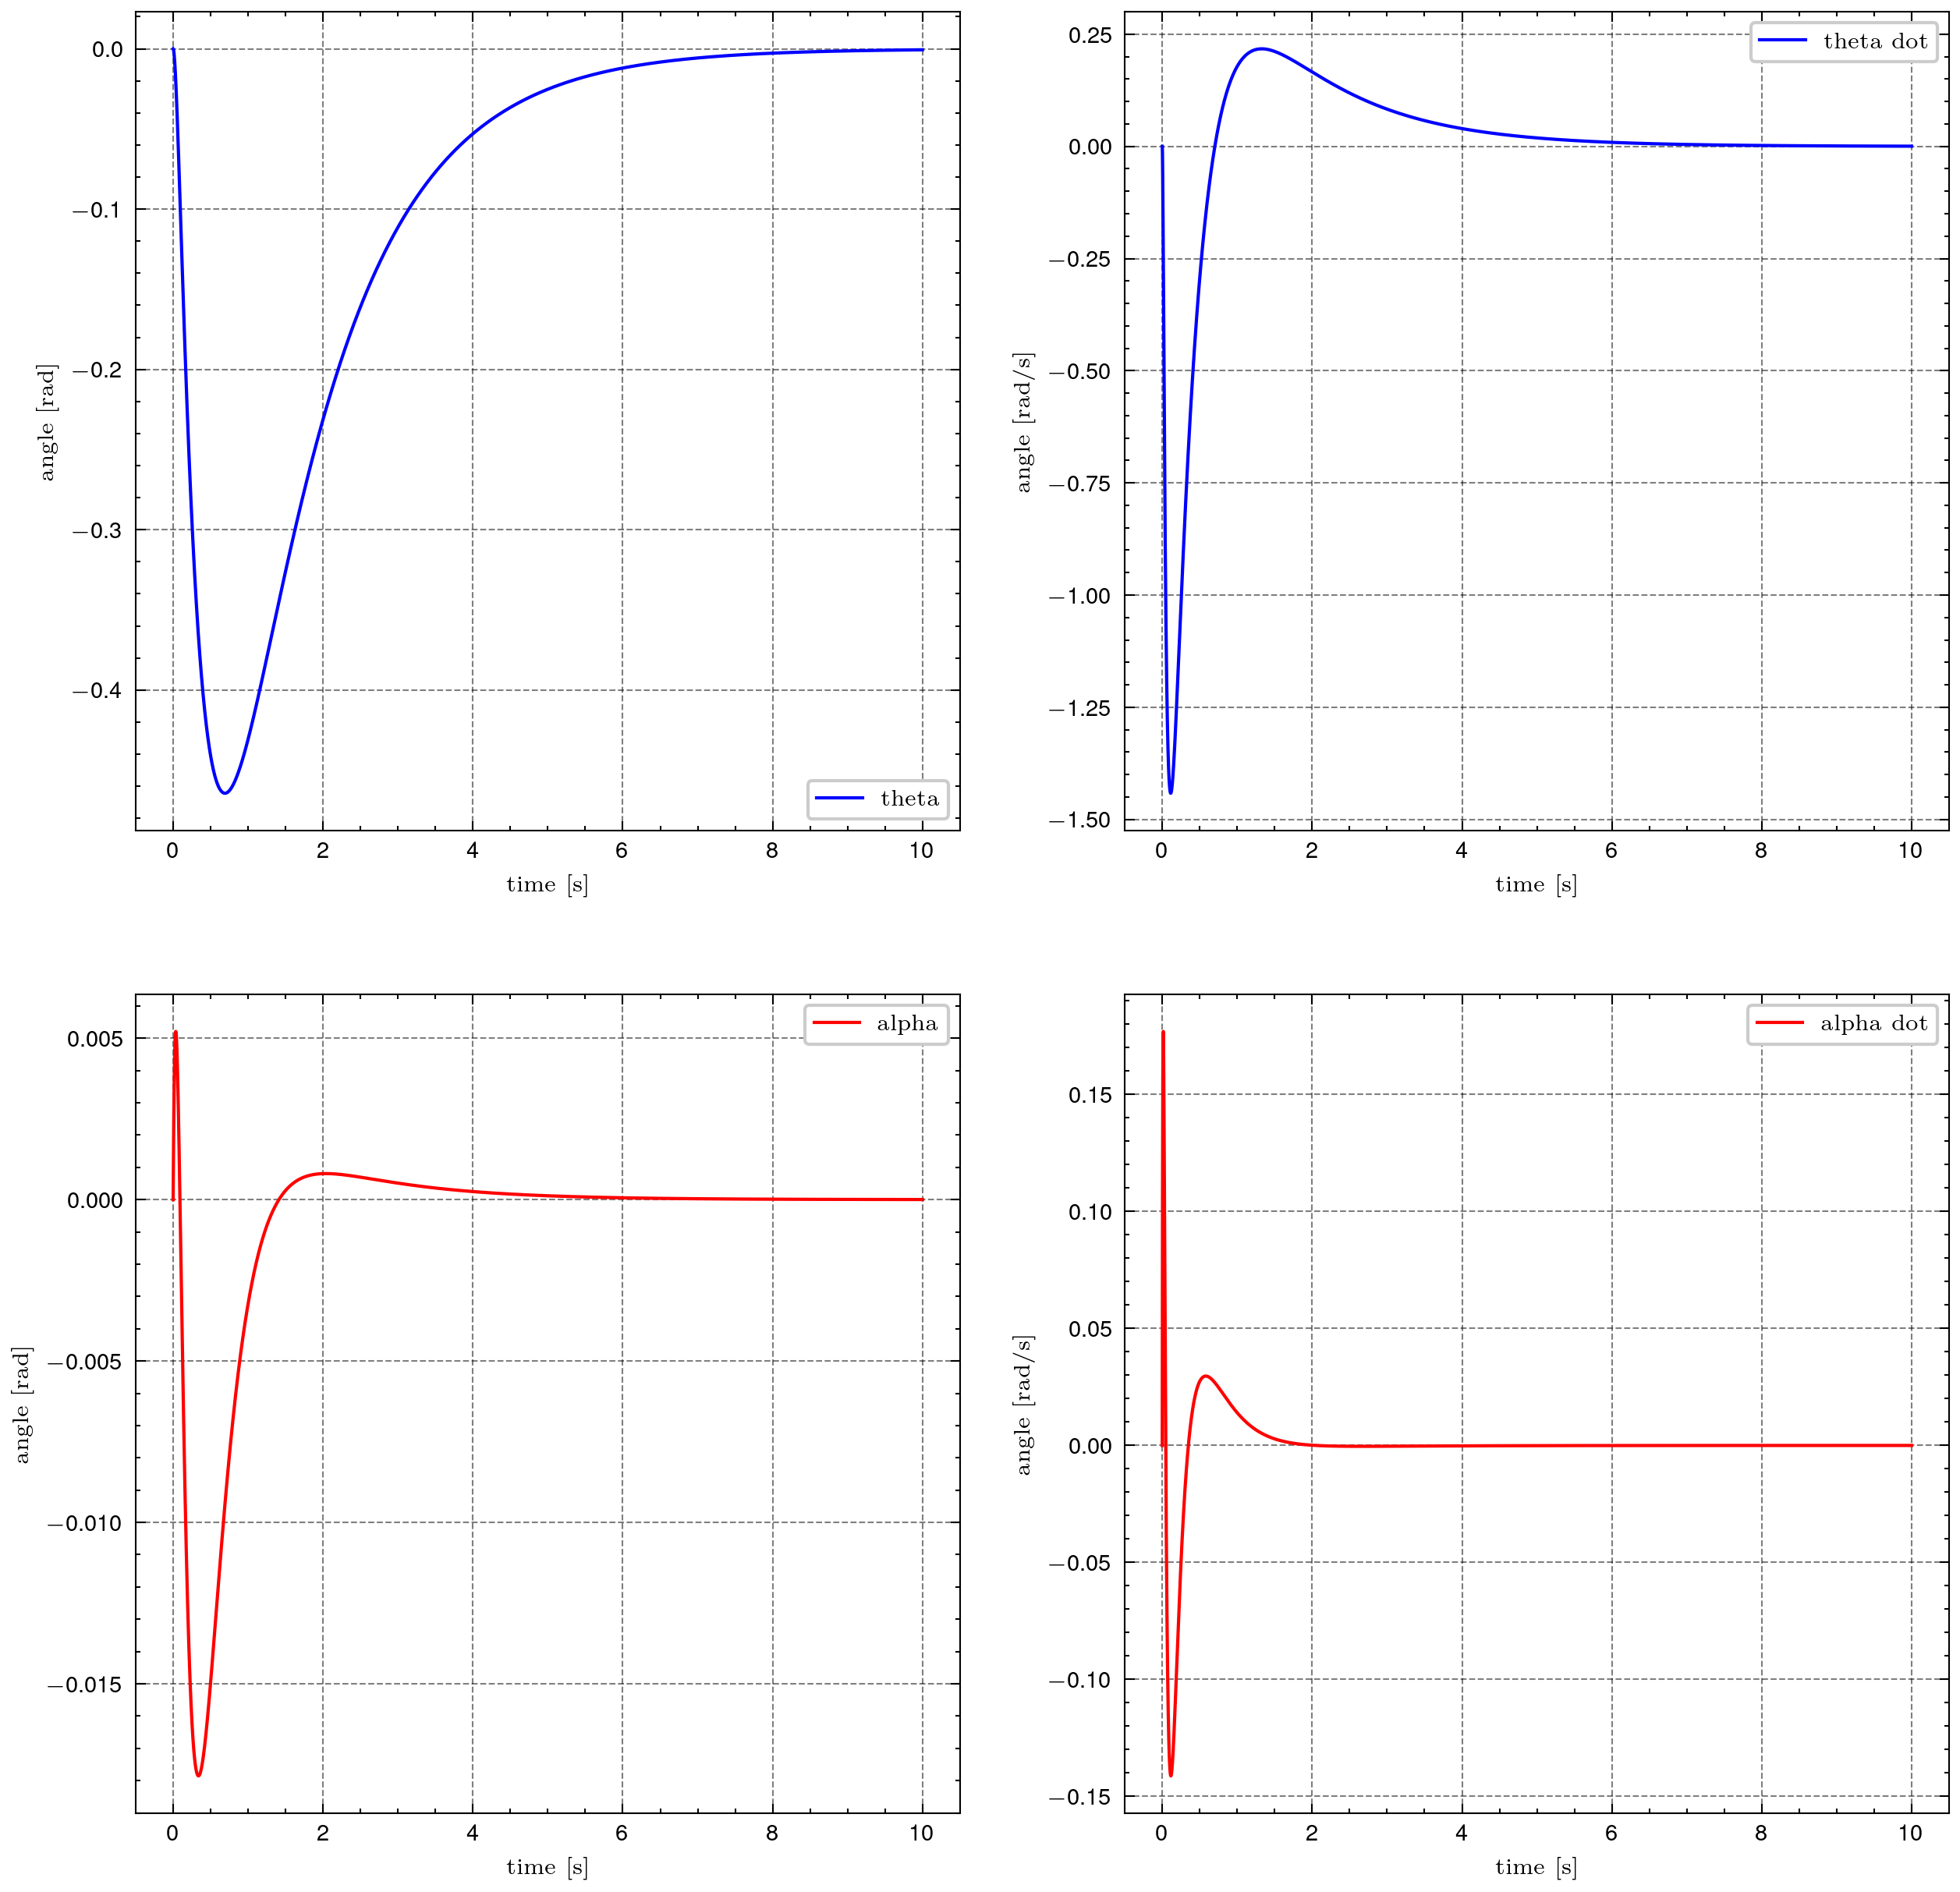 0.0
−0.1
−0.2
−0.3
−0.4
angle [rad]
theta
0 2 4 6 8 10
time [s]
0.25
0.00
−0.25
−0.50
−0.75
−1.00
−1.25
−1.50
angle [rad/s]
theta dot
0 2 4 6 8 10
time [s]
0.005
0.000
−0.005
−0.010
−0.015
angle [rad]
alpha
0 2 4 6 8 10
time [s]
0.15
0.10
0.05
0.00
−0.05
−0.10
−0.15
angle [rad/s]
alpha dot
0 2 4 6 8 10
time [s]